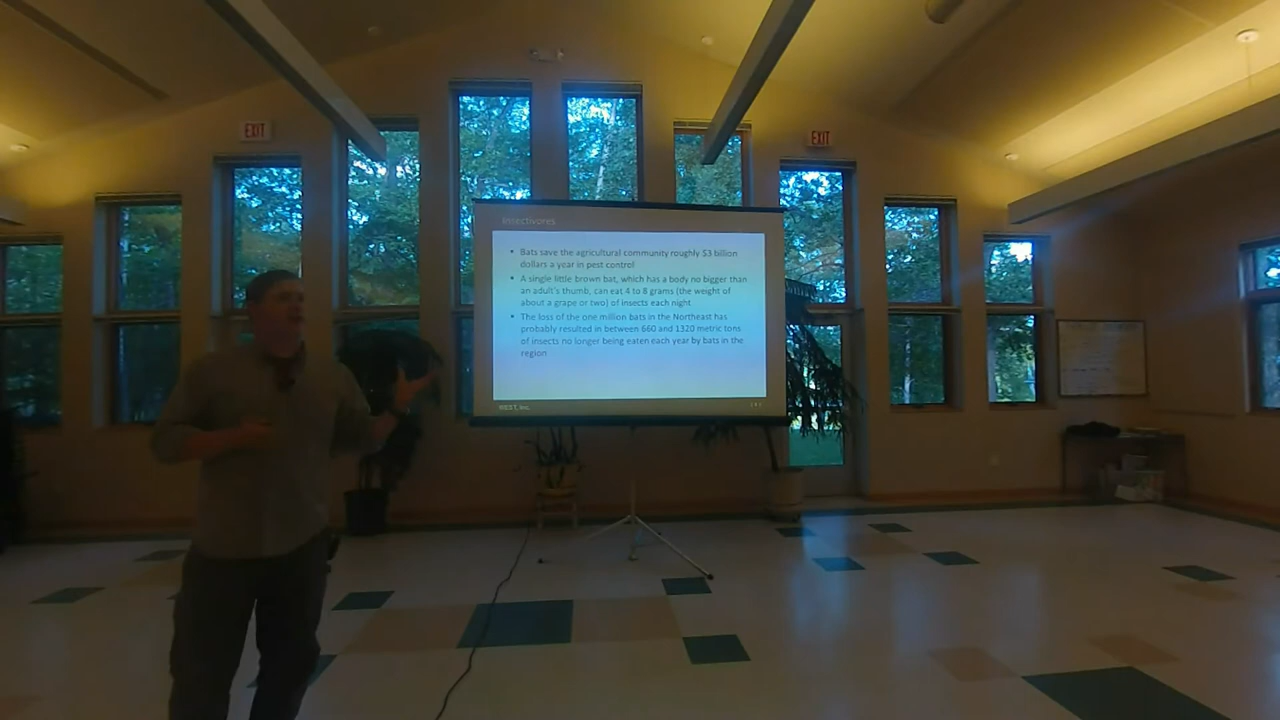 EXIT
EXIT
Insectivores
• Bats save the agricultural community roughly $3 billion
dollars a year in pest control
• A single little brown bat, which has a body no bigger than
an adult's thumb, can eat 4 to 8 grams (the weight of
about a grape or two) of insects each night.
• The loss of the one million bats in the Northeast has
probably resulted in between 660 and 1320 metric tons
of insects no longer being eaten each year by bats in the
region
WEST, Inc.